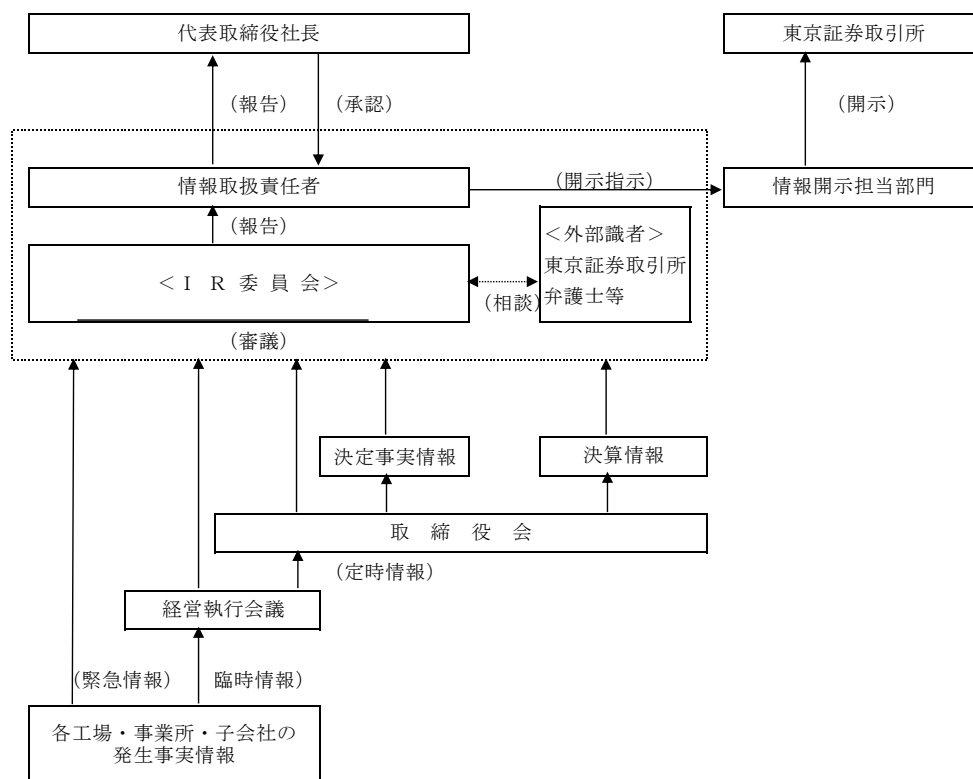 代表取締役社長
東京証券取引所
(報告)
(承認)
(開示)
情報取扱責任者
(開示指示)
情報開示担当部門
(報告)
<I R 委 員 会>
<外部識者>
東京証券取引所
弁護士等
(相談)
(審議)
決定事実情報
決算情報
取 締 役 会
(定時情報)
経営執行会議
(緊急情報)
臨時情報)
各工場・事業所・子会社の
発生事実情報